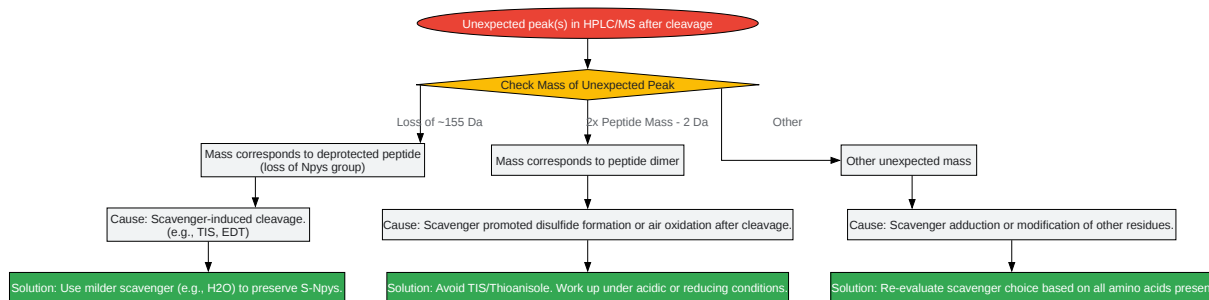 Unexpected peak(s) in HPLC/MS after cleavage
Check Mass of Unexpected Peak
Loss of ~155 Da
2x Peptide Mass - 2 Da
Other
Mass corresponds to deprotected peptide
(loss of Npys group)
Mass corresponds to peptide dimer
Other unexpected mass
Cause: Scavenger-induced cleavage.
(e.g., TIS, EDT)
Cause: Scavenger promoted disulfide formation or air oxidation after cleavage.
Cause: Scavenger adduction or modification of other residues.
Solution: Use milder scavenger (e.g., H2O) to preserve S-Npys.
Solution: Avoid TIS/Thioanisole. Work up under acidic or reducing conditions.
Solution: Re-evaluate scavenger choice based on all amino acids presen